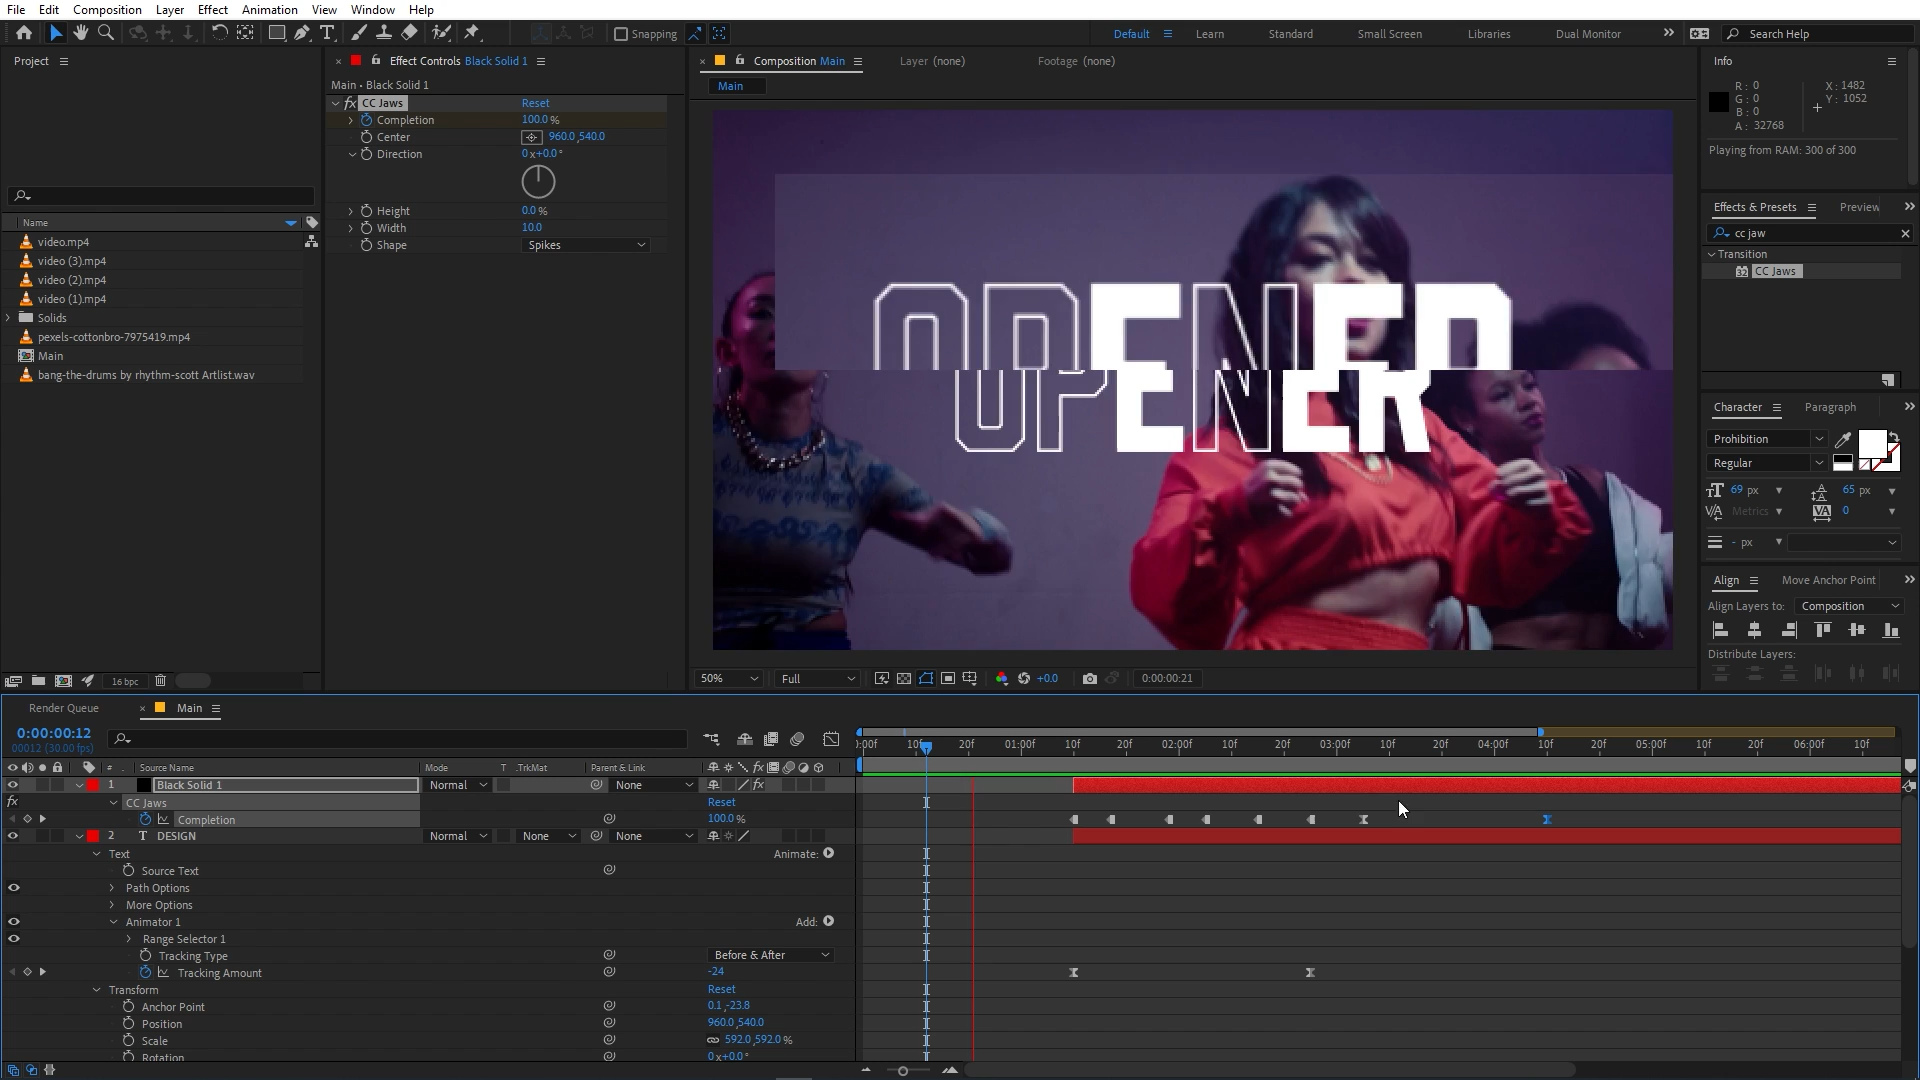 File Edit Composition Layer Effect Animation View Window Help
Snapping
Default Learn Standard Small Screen Libraries Dual Monitor Search Help
Project
Effect Controls Black Solid 1
Composition Main
Layer (none)
Footage (none)
Info
Main • Black Solid 1
Main
CC Jaws Reset
Completion 100.0 %
Center 960.0,540.0
Direction 0x+0.0°
Height 0.0 %
Width 10.0
Shape Spikes
Name
video.mp4
video (3).mp4
video (2).mp4
video (1).mp4
Solids
pexels-cottonbro-7975419.mp4
Main
bang-the-drums by rhythm-scott Artlist.wav
16 bpc
OPENER
OPENER
R : 0
G : 0
B : 0
A : 32768
X : 1482
Y : 1052
Playing from RAM: 300 of 300
Effects & Presets Preview
cc jaw
Transition
32 CC Jaws
Character Paragraph
Prohibition
Regular
69 px 65 px
Metrics 0
- px
Align Move Anchor Point
Align Layers to: Composition
Distribute Layers:
50% Full +0.0 0:00:00:21
Render Queue Main
0:00:00:12
00012 (30.00 fps)
:00f 10f 20f 01:00f 10f 20f 02:00f 10f 20f 03:00f 10f 20f 04:00f 10f 20f 05:00f 10f 20f 06:00f 10f
# Source Name Mode T .TrkMat Parent & Link
1 Black Solid 1 Normal None
fx CC Jaws Reset
Completion 100.0 %
2 T DESIGN Normal None None
Text Animate:
Source Text
Path Options
More Options
Animator 1 Add:
Range Selector 1
Tracking Type Before & After
Tracking Amount -24
Transform Reset
Anchor Point 0.1,-23.8
Position 960.0,540.0
Scale 592.0,592.0 %
Rotation 0x+0.0°